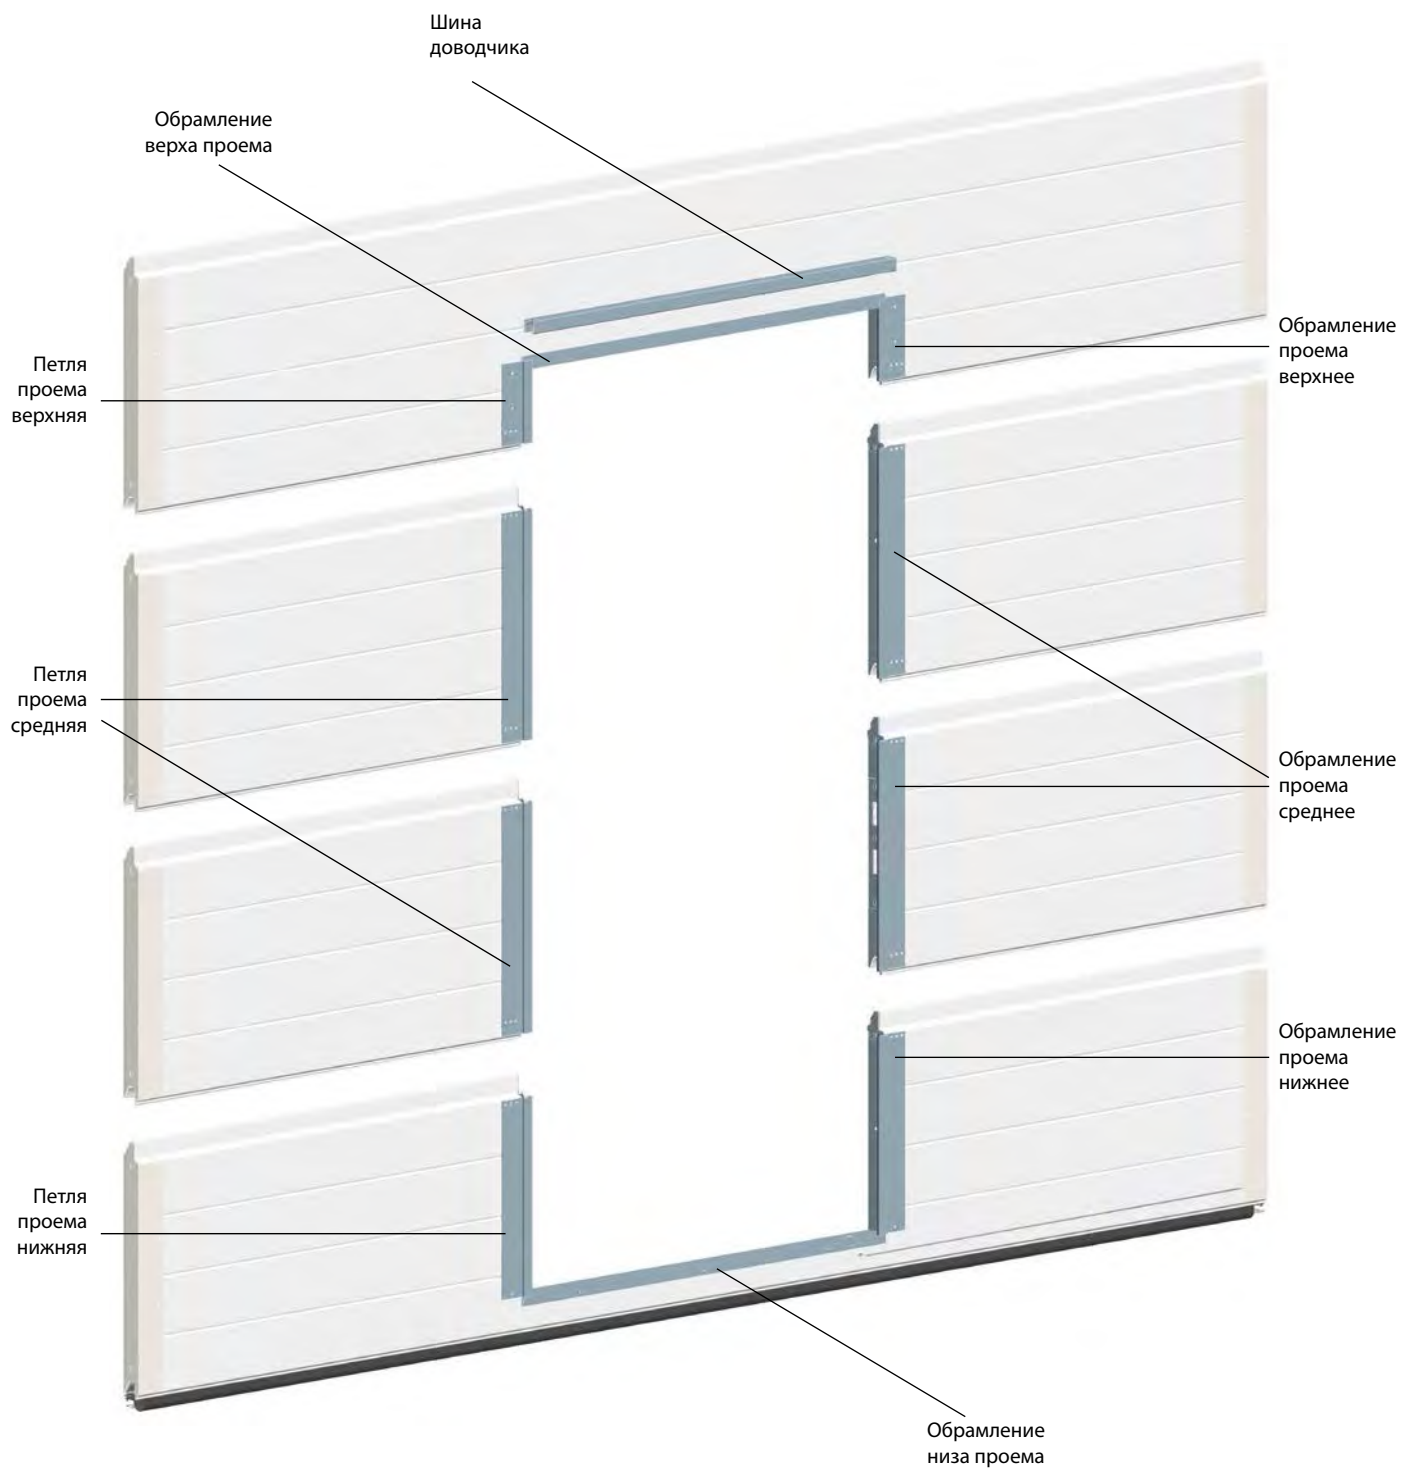 Шина
доводчика
Обрамление
верха проема
Обрамление
проема
верхнее
Петля
проема
верхняя
Петля
проема
средняя
Обрамление
проема
среднее
Обрамление
проема
нижнее
Петля
проема
нижняя
Обрамление
низа проема